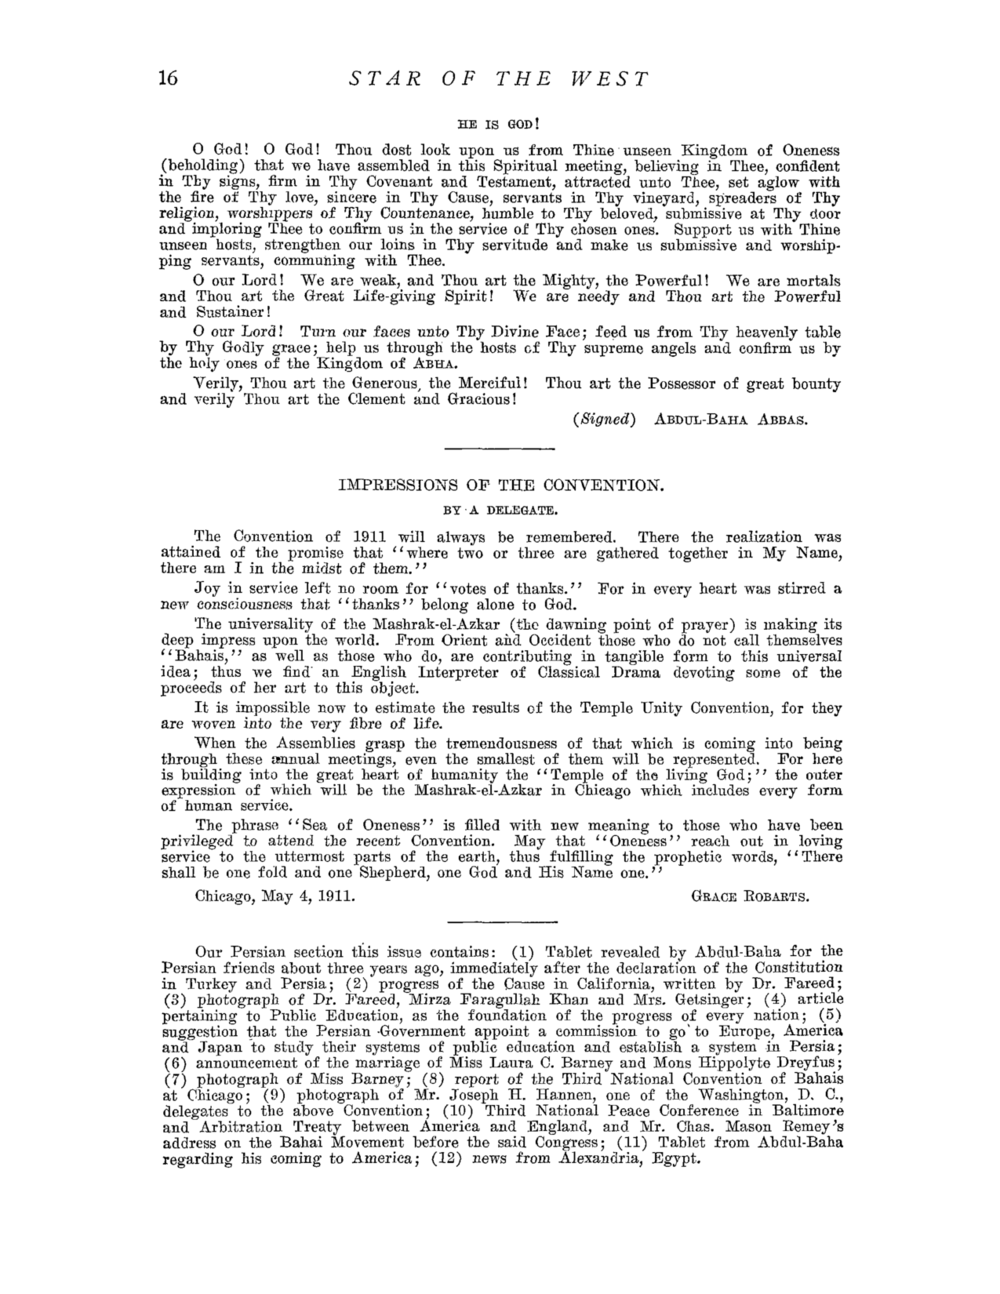 16 STAR OF THE WEST
HE IS GOD!
O God! O God! Thou dost look upon us from Thine unseen Kingdom of Oneness
(beholding) that we have assembled in this Spiritual meeting, believing in Thee, confident
in Thy signs, firm in Thy Covenant and Testament, attracted unto Thee, set aglow with
the fire of Thy love, sincere in Thy Cause, servants in Thy vineyard, spreaders of Thy
religion, worshippers of Thy Countenance, humble to Thy beloved, submissive at Thy door
and imploring Thee to confirm us in the service of Thy chosen ones. Support us with Thine
unseen hosts, strengthen our loins in Thy servitude and make us submissive and worship-
ping servants, communing with Thee.
O our Lord! We are weak, and Thou art the Mighty, the Powerful! We are mortals
and Thou art the Great Life-giving Spirit! We are needy and Thou art the Powerful
and Sustainer!
O our Lord! Turn our faces unto Thy Divine Face; feed us from Thy heavenly table
by Thy Godly grace; help us through the hosts of Thy supreme angels and confirm us by
the holy ones of the Kingdom of ABHA.
Verily, Thou art the Generous, the Merciful! Thou art the Possessor of great bounty
and verily Thou art the Clement and Gracious!
(Signed) ABDUL-BAHA ABBAS.
IMPRESSIONS OF THE CONVENTION.
BY A DELEGATE.
The Convention of 1911 will always be remembered. There the realization was
attained of the promise that "where two or three are gathered together in My Name,
there am I in the midst of them."
Joy in service left no room for "votes of thanks." For in every heart was stirred a
new consciousness that "thanks" belong alone to God.
The universality of the Mashrak-el-Azkar (the dawning point of prayer) is making its
deep impress upon the world. From Orient and Occident those who do not call themselves
"Bahais," as well as those who do, are contributing in tangible form to this universal
idea; thus we find an English Interpreter of Classical Drama devoting some of the
proceeds of her art to this object.
It is impossible now to estimate the results of the Temple Unity Convention, for they
are woven into the very fibre of life.
When the Assemblies grasp the tremendousness of that which is coming into being
through these annual meetings, even the smallest of them will be represented. For here
is building into the great heart of humanity the "Temple of the living God;" the outer
expression of which will be the Mashrak-el-Azkar in Chicago which includes every form
of human service.
The phrase "Sea of Oneness" is filled with new meaning to those who have been
privileged to attend the recent Convention. May that "Oneness" reach out in loving
service to the uttermost parts of the earth, thus fulfilling the prophetic words, "There
shall be one fold and one Shepherd, one God and His Name one."
Chicago, May 4, 1911. GRACE ROBARTS.
Our Persian section this issue contains: (1) Tablet revealed by Abdul-Baha for the
Persian friends about three years ago, immediately after the declaration of the Constitution
in Turkey and Persia; (2) progress of the Cause in California, written by Dr. Fareed;
(3) photograph of Dr. Fareed, Mirza Faragullah Khan and Mrs. Getsinger; (4) article
pertaining to Public Education, as the foundation of the progress of every nation; (5)
suggestion that the Persian Government appoint a commission to go to Europe, America
and Japan to study their systems of public education and establish a system in Persia;
(6) announcement of the marriage of Miss Laura C. Barney and Mons Hippolyte Dreyfus;
(7) photograph of Miss Barney; (8) report of the Third National Convention of Bahais
at Chicago; (9) photograph of Mr. Joseph H. Hannen, one of the Washington, D. C.,
delegates to the above Convention; (10) Third National Peace Conference in Baltimore
and Arbitration Treaty between America and England, and Mr. Chas. Mason Remey's
address on the Bahai Movement before the said Congress; (11) Tablet from Abdul-Baha
regarding his coming to America; (12) news from Alexandria, Egypt.